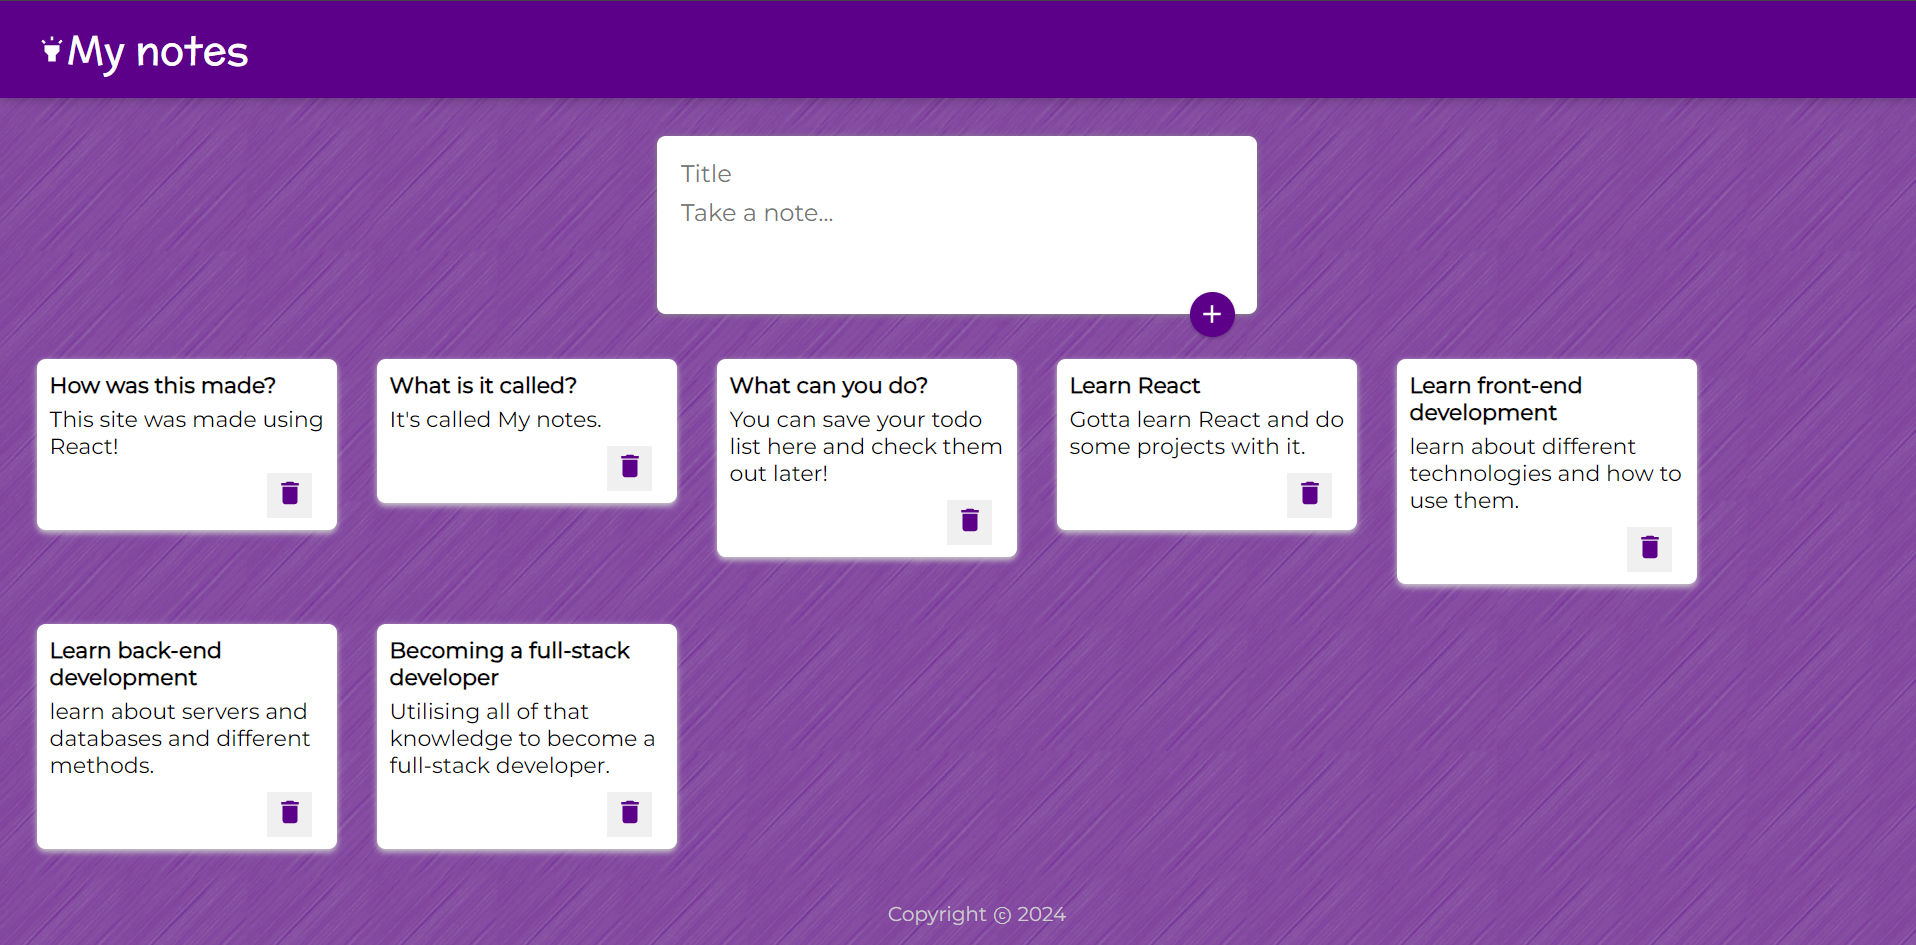 My notes
Title
Take a note...
How was this made?
This site was made using
React!
What is it called?
It's called My notes.
What can you do?
You can save your todo
list here and check them
out later!
Learn React
Gotta learn React and do
some projects with it.
Learn front-end
development
learn about different
technologies and how to
use them.
Learn back-end
development
learn about servers and
databases and different
methods.
Becoming a full-stack
developer
Utilising all of that
knowledge to become a
full-stack developer.
Copyright © 2024